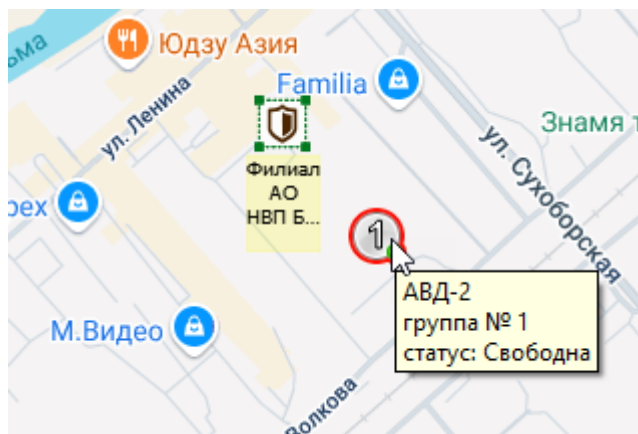 ьма
Юдзу Азия
Familia
ул. Ленина
Знамя т
ул. Сухоборская
Филиал
АО
НВП Б...
рех
1
АВД-2
группа № 1
статус: Свободна
М.Видео
Волкова